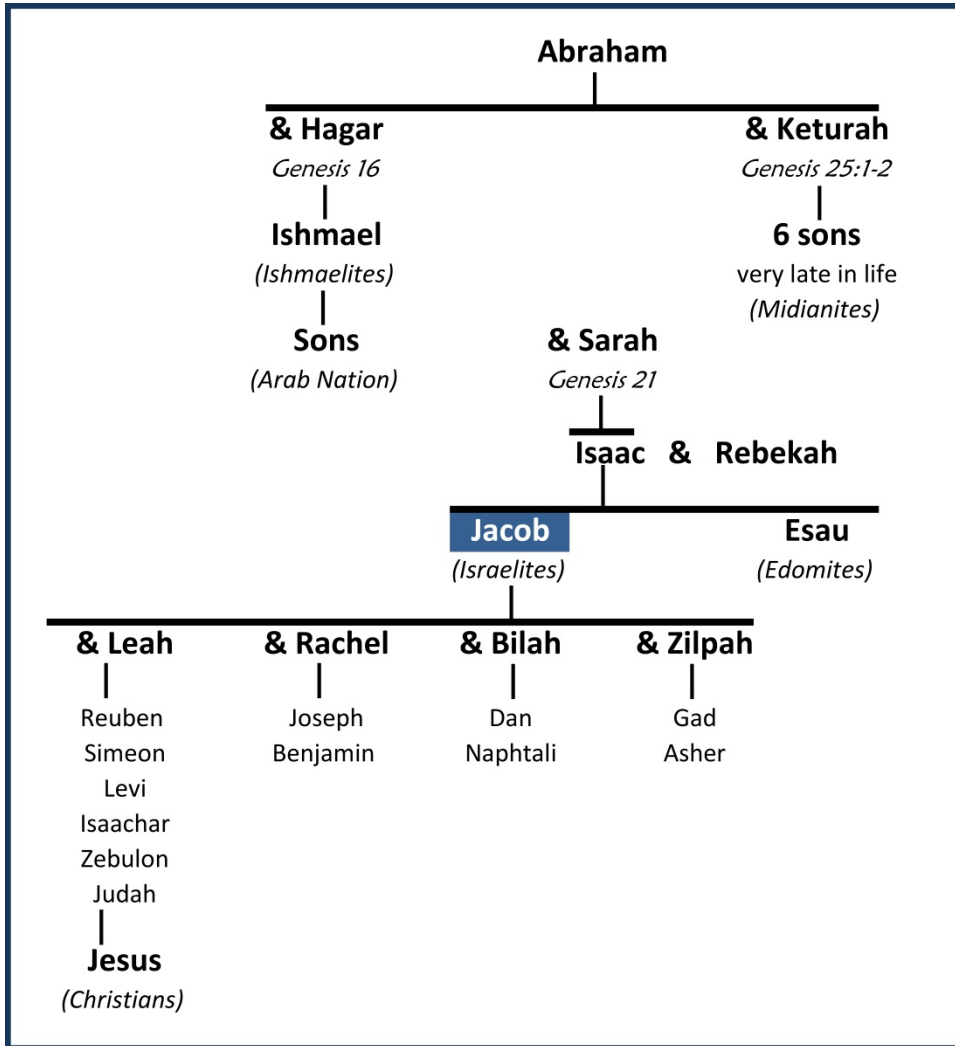 Abraham
& Hagar & Keturah
Genesis 16 Genesis 25:1-2
Ishmael 6 sons
(Ishmaelites) very late in life
(Midianites)
Sons & Sarah
(Arab Nation) Genesis 21
Isaac & Rebekah
Jacob Esau
(Israelites) (Edomites)
& Leah & Rachel & Bilah & Zilpah
Reuben Joseph Dan Gad
Simeon Benjamin Naphtali Asher
Levi
Isaachar
Zebulon
Judah
Jesus
(Christians)